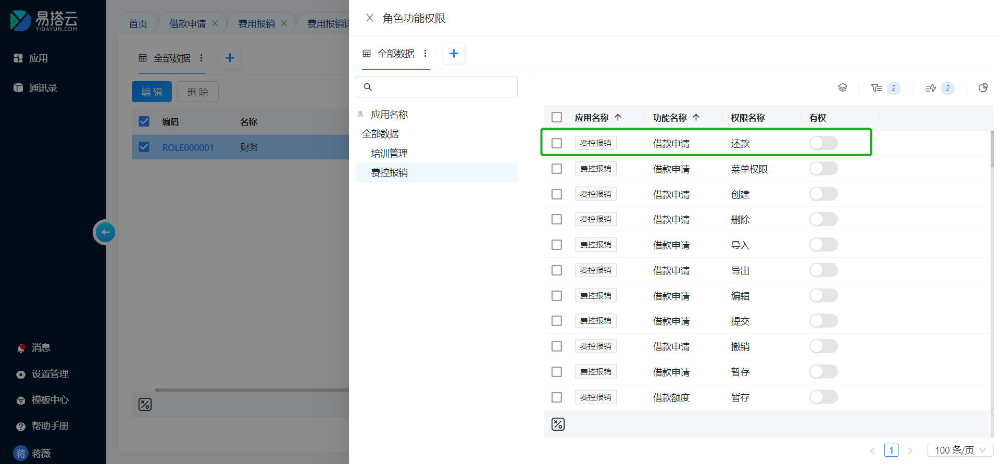 易搭云
YIDAYUN.COM
应用
通讯录
消息
设置管理
模板中心
帮助手册
蒋 蒋薇
首页 借款申请 费用报销 费用报销详
全部数据
编 辑 删 除
编码 名称
ROLE000001 财务
角色功能权限
全部数据
应用名称
全部数据
培训管理
费控报销
2 2
应用名称 功能名称 权限名称 有权
费控报销 借款申请 还款
费控报销 借款申请 菜单权限
费控报销 借款申请 创建
费控报销 借款申请 删除
费控报销 借款申请 导入
费控报销 借款申请 导出
费控报销 借款申请 编辑
费控报销 借款申请 提交
费控报销 借款申请 撤销
费控报销 借款申请 暂存
费控报销 借款额度 暂存
1 100 条/页